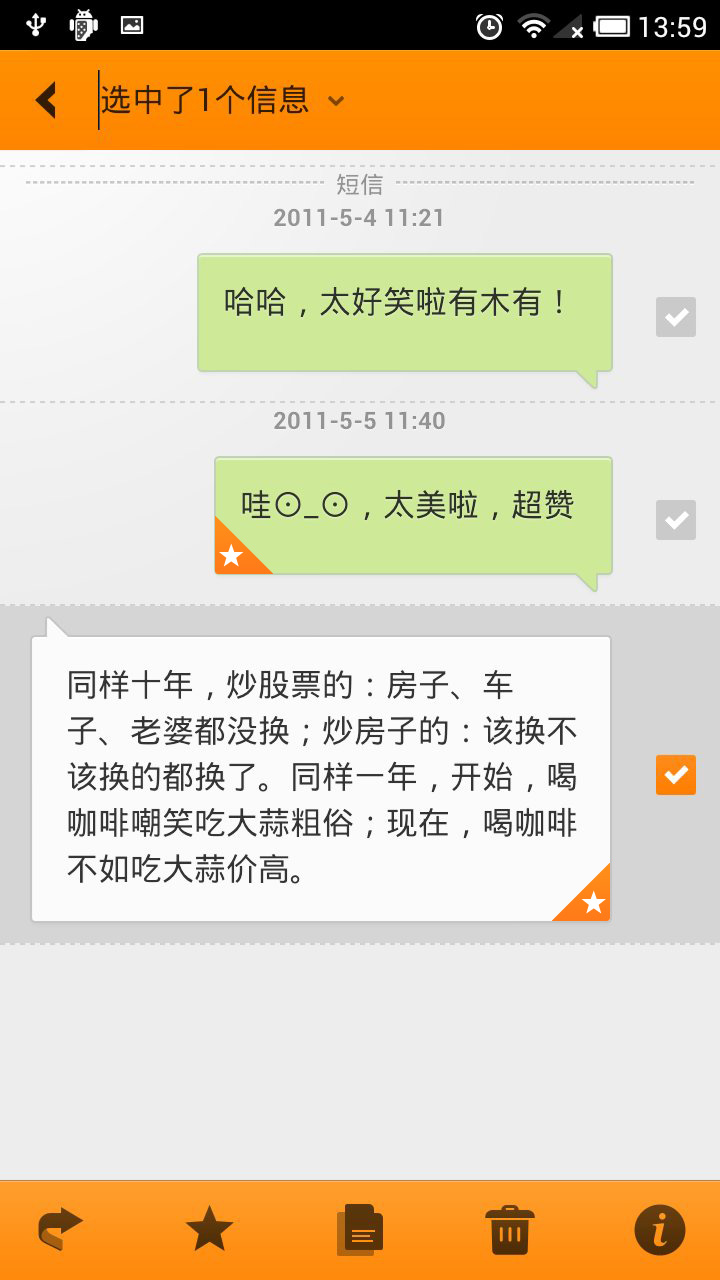 13:59
选中了1个信息
短信
2011-5-4 11:21
哈哈，太好笑啦有木有！
2011-5-5 11:40
哇⊙_⊙，太美啦，超赞
同样十年，炒股票的：房子、车
子、老婆都没换；炒房子的：该换不
该换的都换了。同样一年，开始，喝
咖啡嘲笑吃大蒜粗俗；现在，喝咖啡
不如吃大蒜价高。